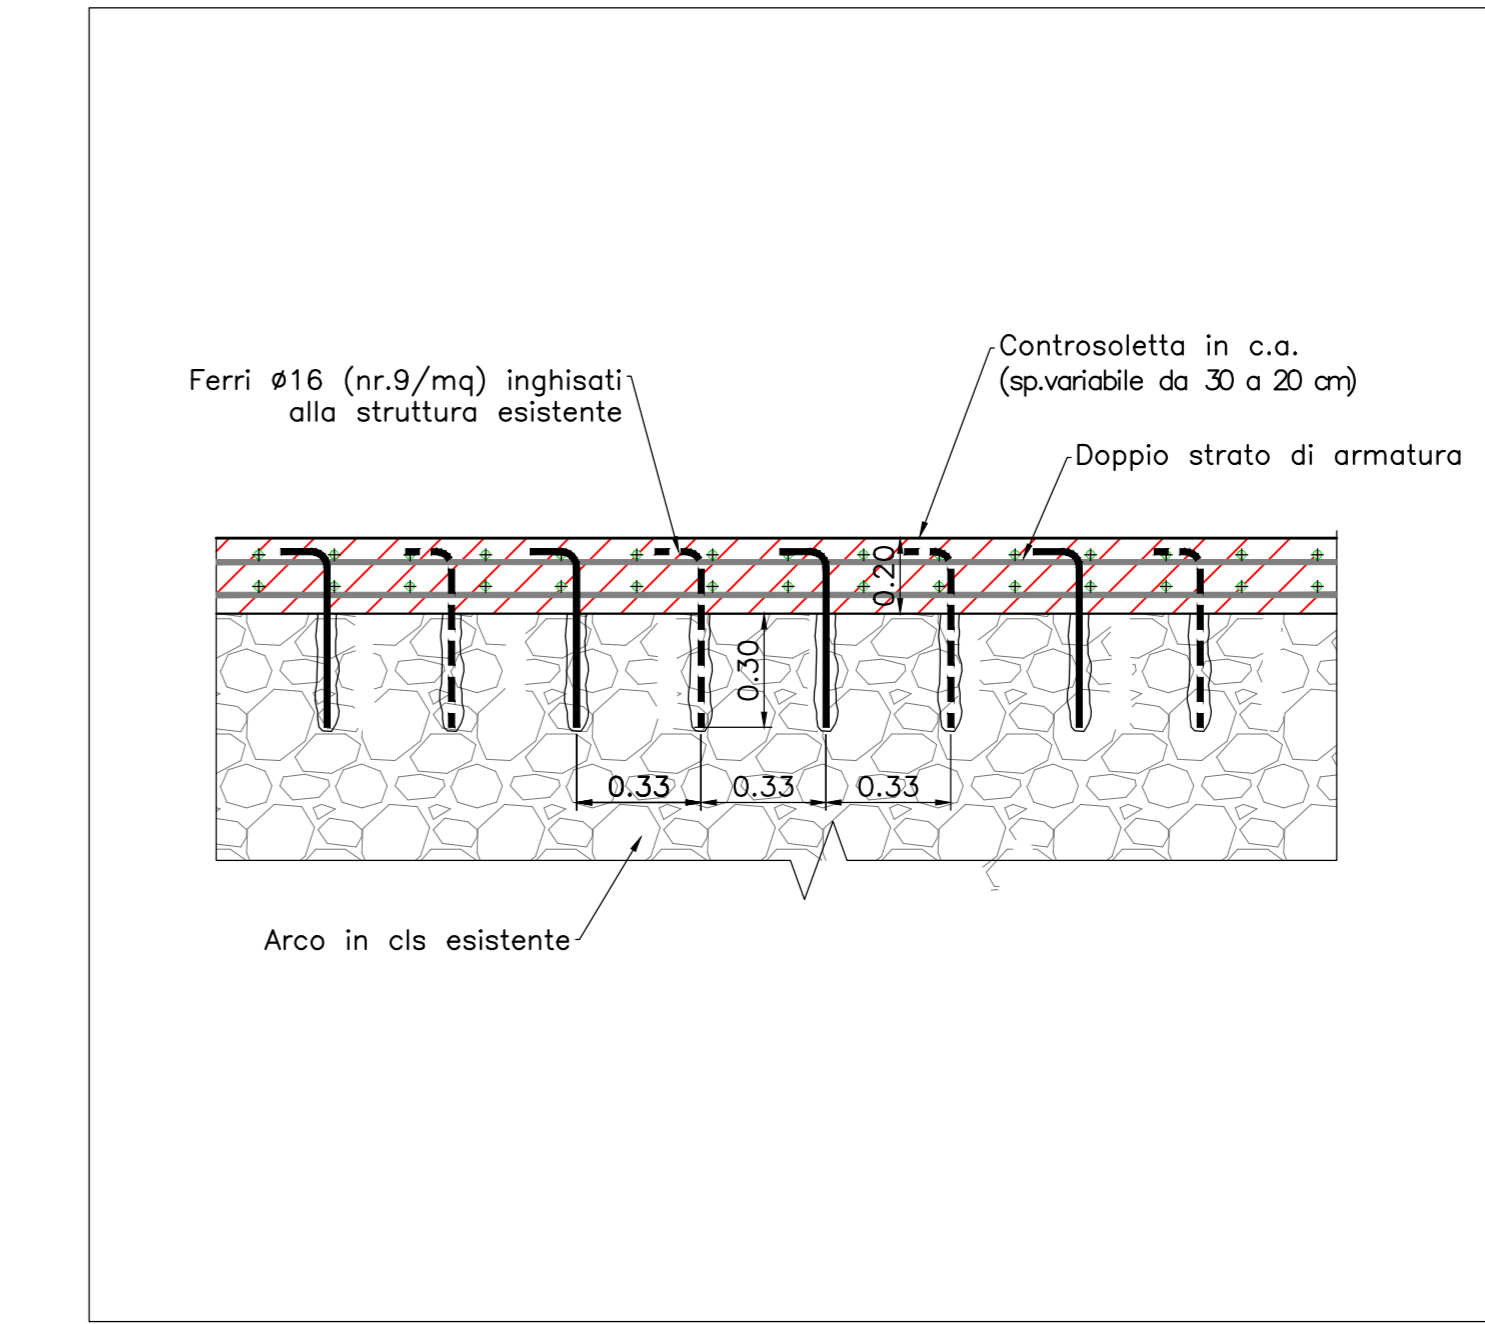 Controsoletta in c.a.
(sp.variabile da 30 a 20 cm)
Ferri ø16 (nr.9/mq) inghisati
alla struttura esistente
Doppio strato di armatura
0.20
0.30
0.33
0.33
0.33
Arco in cls esistente